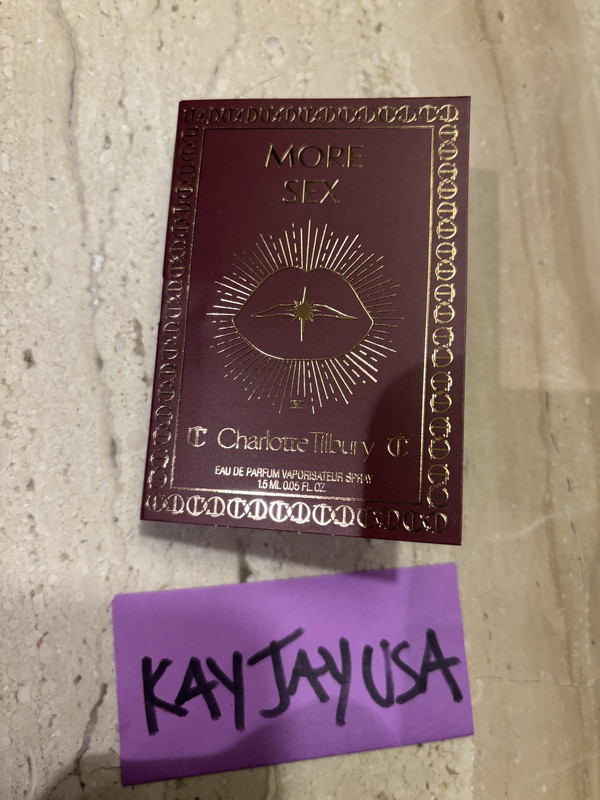 MORE
SEX
V
Charlotte Tilbury
EAU DE PARFUM VAPORISATEUR SPRAY
1.5 ML 0.05 FL. OZ.
KAYJAYUSA